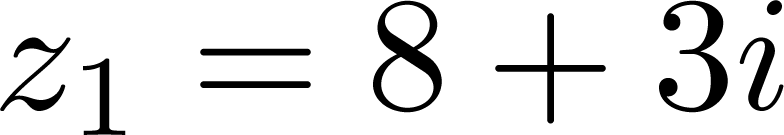 z₁ = 8 + 3i